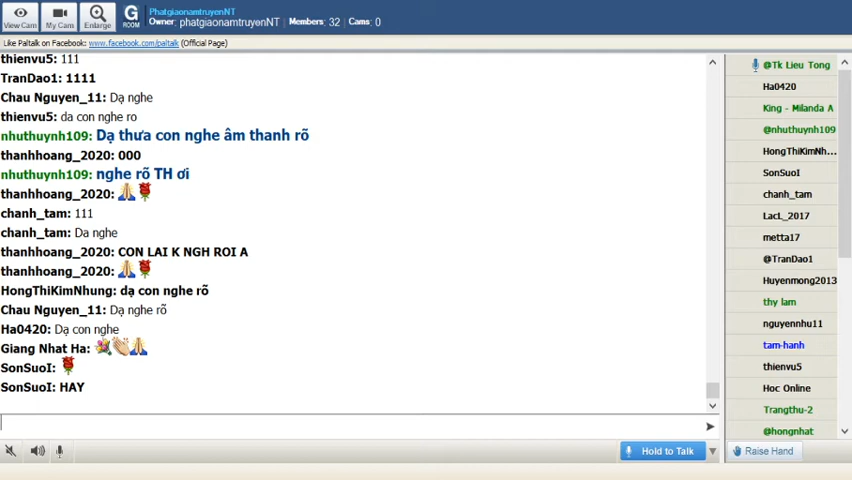 PhatgiaonamtruyenNT
Owner: phatgiaonamtruyenNT Members: 32 Cams: 0
View Cam
My Cam
Enlarge
G
ROOM
Like Paltalk on Facebook: www.facebook.com/paltalk (Official Page)
thienvu5: 111
TranDao1: 1111
Chau Nguyen_11: Dạ nghe
thienvu5: da con nghe ro
nhuthuynh109: Dạ thưa con nghe âm thanh rõ
thanhhoang_2020: 000
nhuthuynh109: nghe rõ TH ơi
thanhhoang_2020:
chanh_tam: 111
chanh_tam: Da nghe
thanhhoang_2020: CON LAI K NGH ROI A
thanhhoang_2020:
HongThiKimNhung: dạ con nghe rõ
Chau Nguyen_11: Dạ nghe rõ
Ha0420: Dạ con nghe
Giang Nhat Ha:
SonSuoI:
SonSuoI: HAY
Hold to Talk
@Tk Lieu Tong
Ha0420
King - Milanda A
@nhuthuynh109
HongThiKimNh...
SonSuoI
chanh_tam
LacL_2017
metta17
@TranDao1
Huyenmong2013
thy lam
nguyennhu11
tam-hanh
thienvu5
Hoc Online
Trangthu-2
@hongnhat
Raise Hand